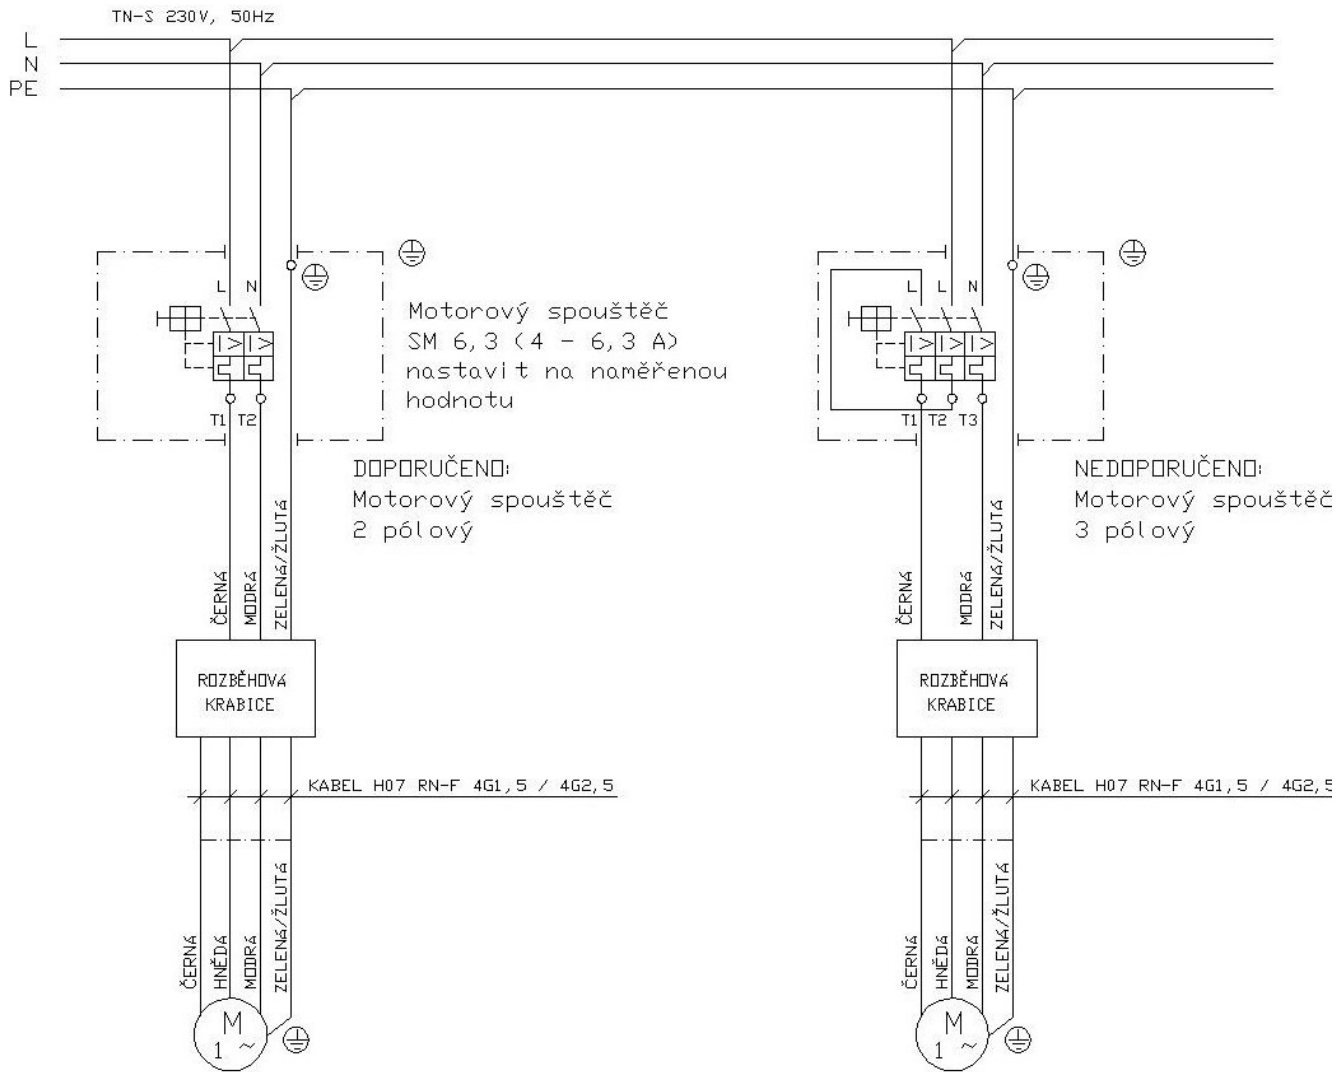 TN-S 230V, 50Hz
L
N
PE
L N
L L N
Motorový spouštěč
SM 6,3 (4 - 6,3 A)
nastavit na naměřenou
hodnotu
T1 T2
T1 T2 T3
DOPORUČENO:
Motorový spouštěč
2 pólový
NEDOPORUČENO:
Motorový spouštěč
3 pólový
ČERNÁ
MODRÁ
ZELENÁ/ŽLUTÁ
ČERNÁ
MODRÁ
ZELENÁ/ŽLUTÁ
ROZBĚHOVÁ
KRABICE
ROZBĚHOVÁ
KRABICE
KABEL H07 RN-F 4G1,5 / 4G2,5
KABEL H07 RN-F 4G1,5 / 4G2,5
ČERNÁ
HNĚDÁ
MODRÁ
ZELENÁ/ŽLUTÁ
ČERNÁ
HNĚDÁ
MODRÁ
ZELENÁ/ŽLUTÁ
M
1 ~
M
1 ~